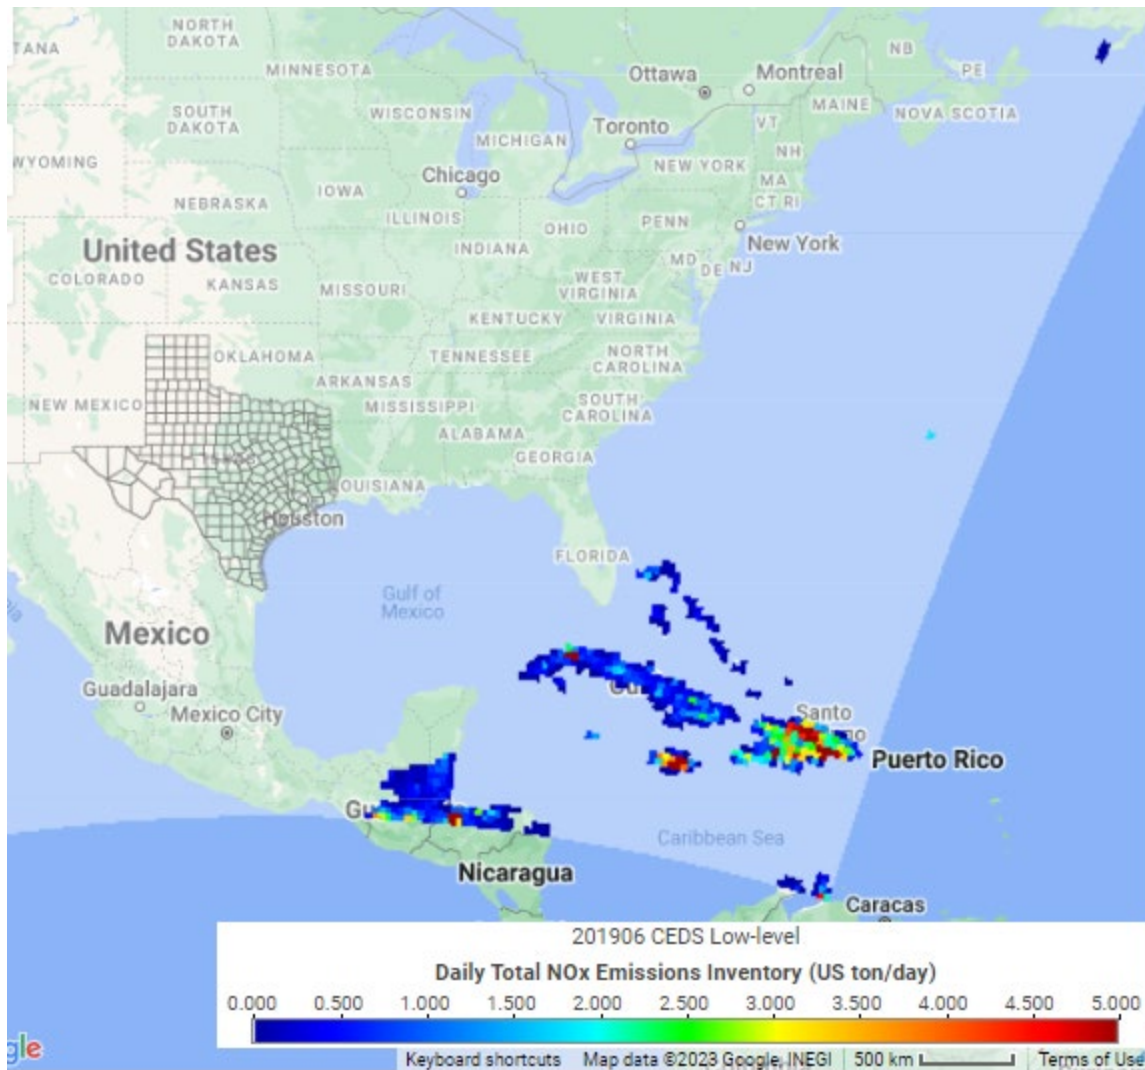 NORTH
DAKOTA
TANA
MINNESOTA
Ottawa
Montreal
NB
PE
MAINE
NOVA SCOTIA
SOUTH
DAKOTA
WISCONSIN
MICHIGAN
Toronto
VT
NH
WYOMING
Chicago
NEW YORK
MA
CT RI
NEBRASKA
IOWA
ILLINOIS
INDIANA
OHIO
PENN
New York
United States
MD
DE NJ
COLORADO
KANSAS
MISSOURI
WEST
VIRGINIA
KENTUCKY
VIRGINIA
OKLAHOMA
TENNESSEE
NORTH
CAROLINA
ARKANSAS
NEW MEXICO
MISSISSIPPI
SOUTH
CAROLINA
ALABAMA
GEORGIA
OUISIANA
Houston
FLORIDA
Gulf of
Mexico
Mexico
Guadalajara
Mexico City
Santo
Puerto Rico
Gu
Caribbean Sea
Nicaragua
Caracas
201906 CEDS Low-level
Daily Total NOx Emissions Inventory (US ton/day)
0.000 0.500 1.000 1.500 2.000 2.500 3.000 3.500 4.000 4.500 5.000
gle
Keyboard shortcuts Map data ©2023 Google, INEGI 500 km Terms of Use